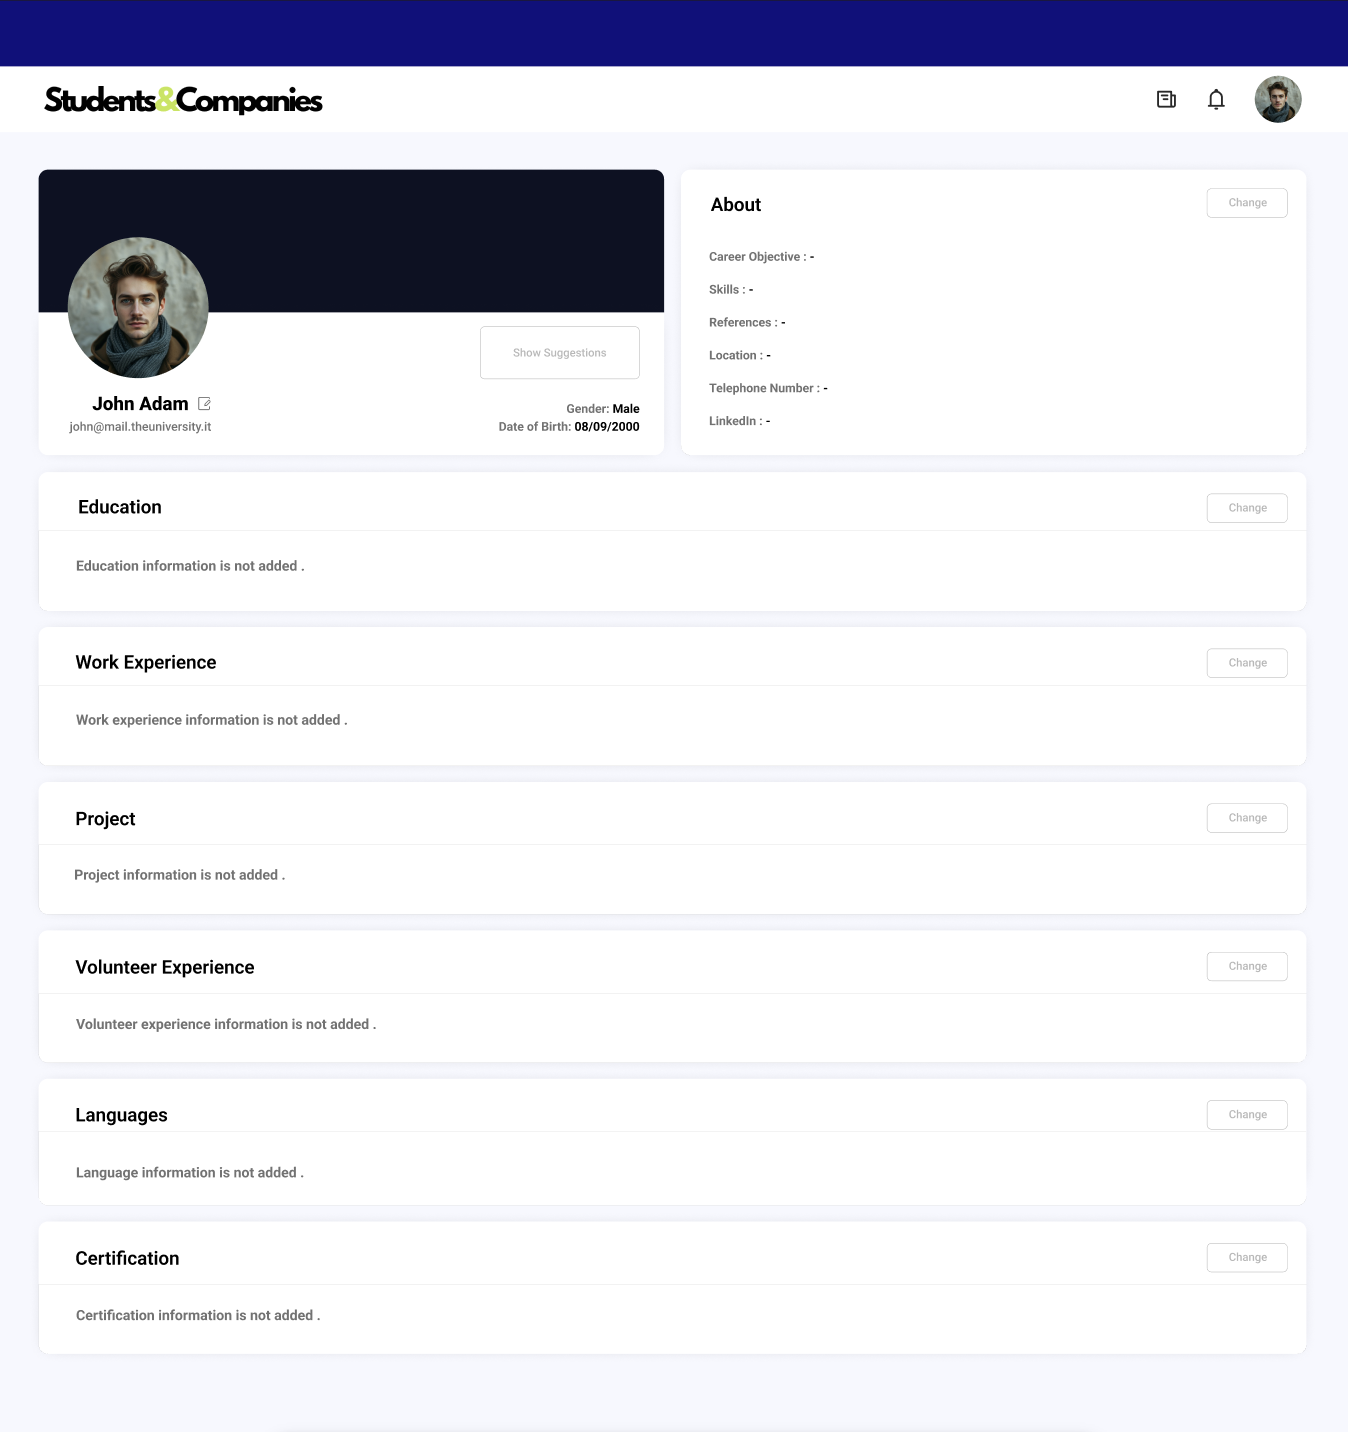 Students&Companies
John Adam
john@mail.theuniversity.it
Show Suggestions
Gender: Male
Date of Birth: 08/09/2000
About
Change
Career Objective : -
Skills : -
References : -
Location : -
Telephone Number : -
LinkedIn : -
Education
Change
Education information is not added .
Work Experience
Change
Work experience information is not added .
Project
Change
Project information is not added .
Volunteer Experience
Change
Volunteer experience information is not added .
Languages
Change
Language information is not added .
Certification
Change
Certification information is not added .